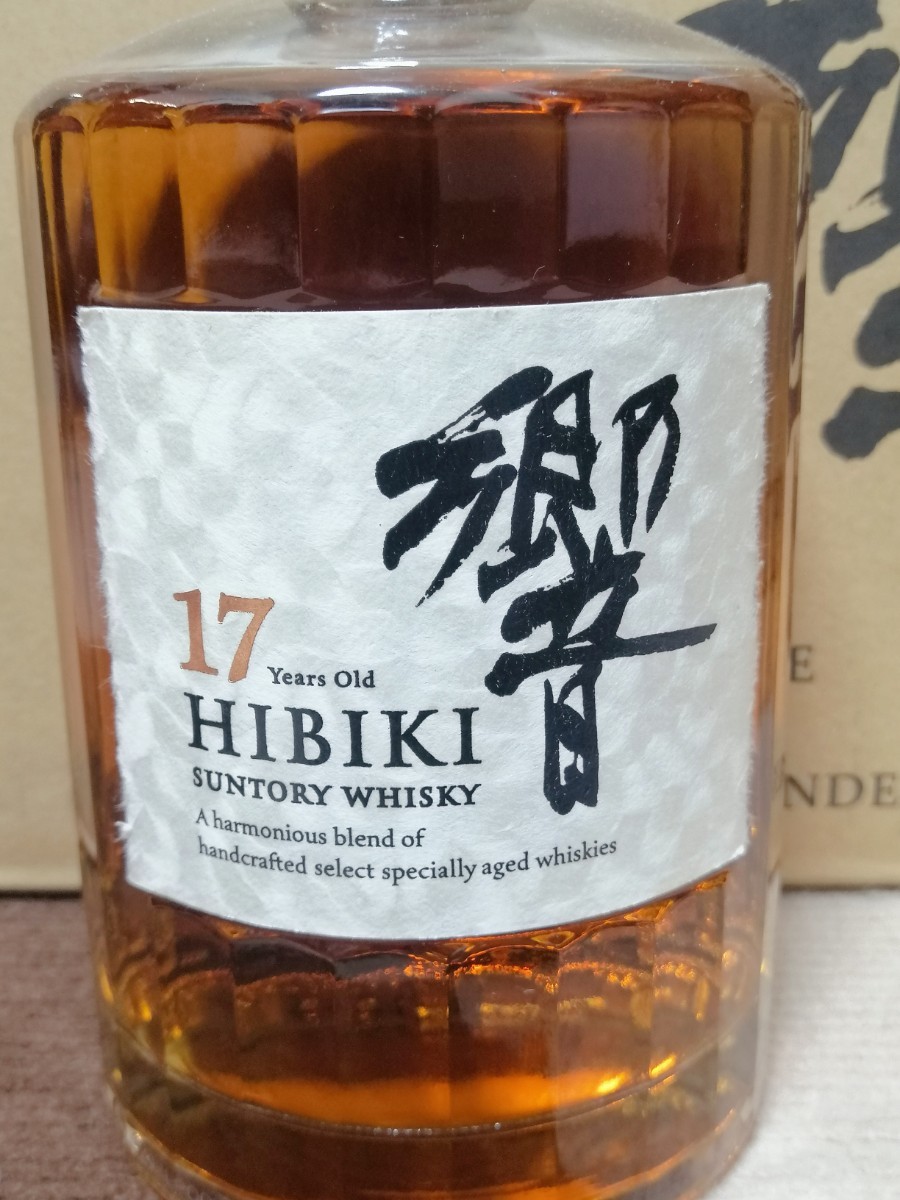 響
17 Years Old
HIBIKI
SUNTORY WHISKY
A harmonious blend of
handcrafted select specially aged whiskies